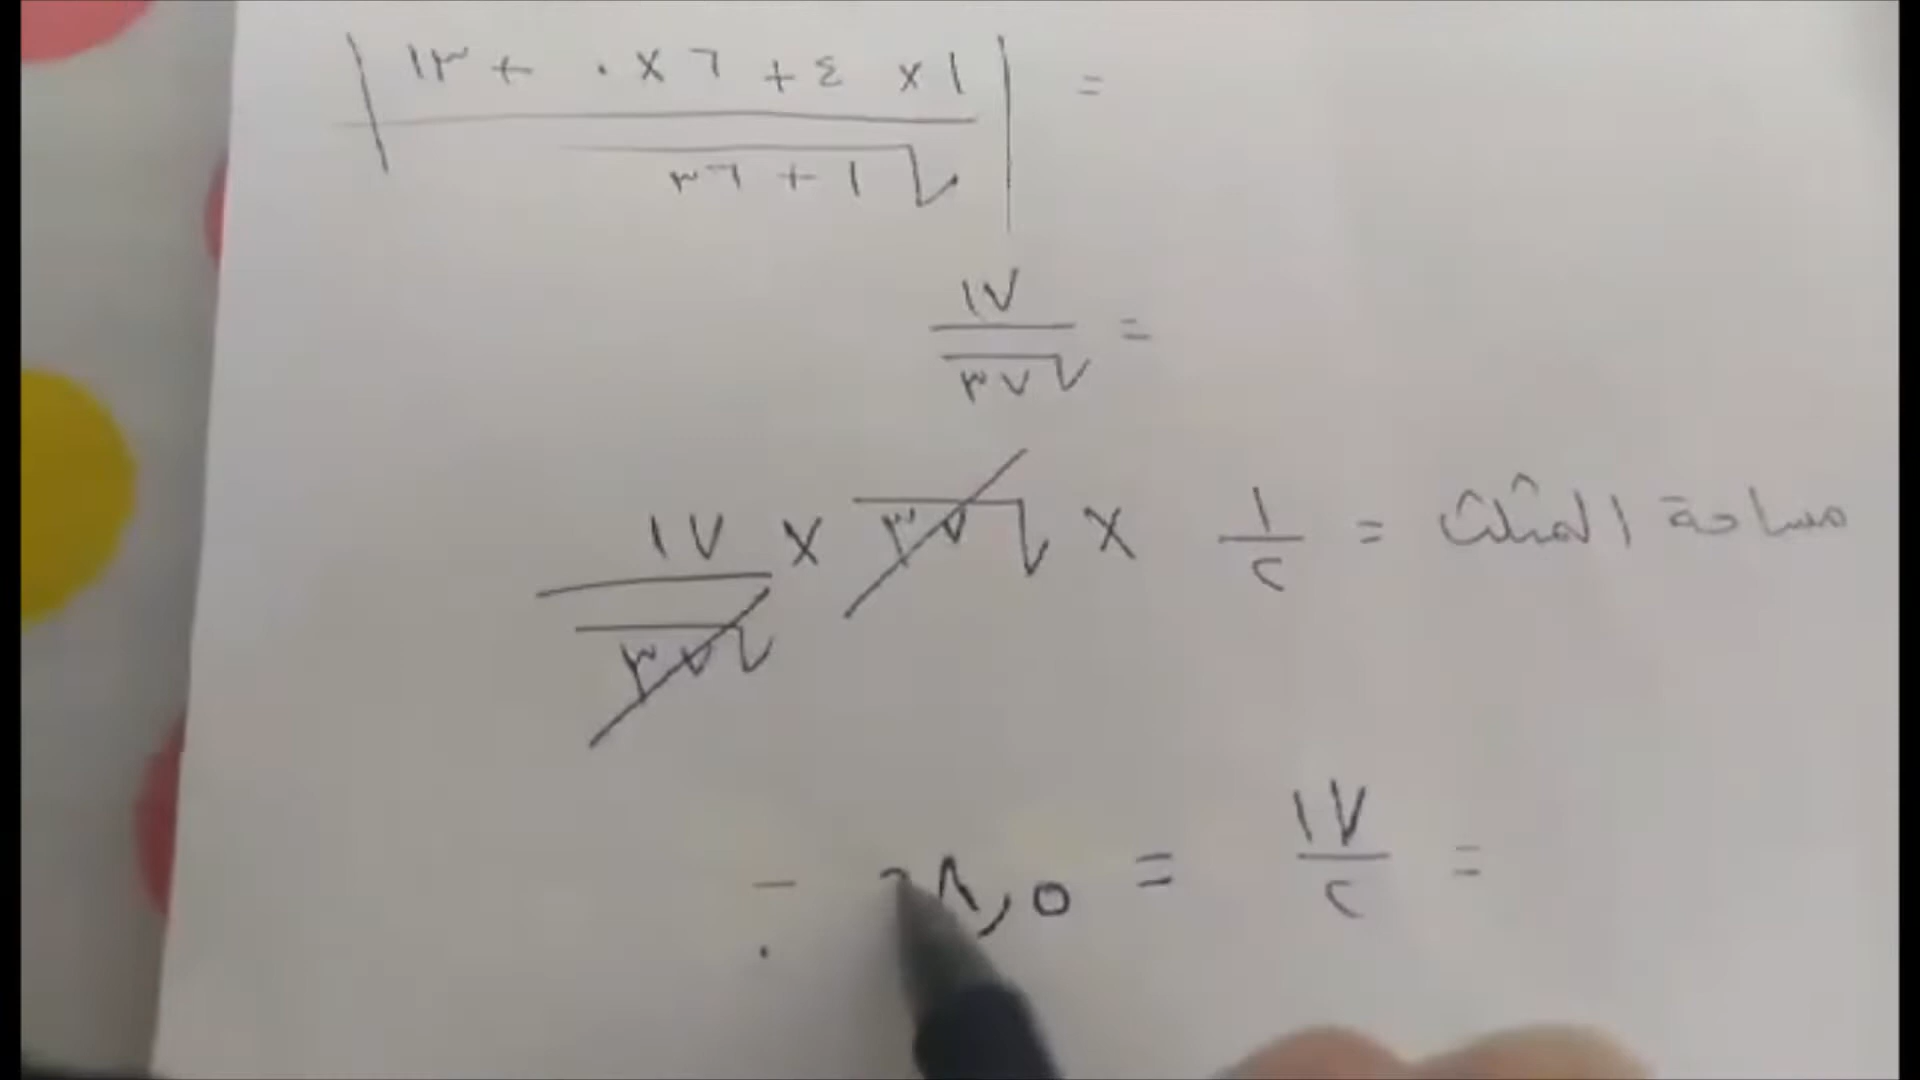 = | (١×٤ + ٦×٠ + ١٣) / √(١ + ٣٦) |
= ١٧ / √٣٧
مساحة المثلث = ١/٢ × √٣٧ × ١٧/√٣٧
= ١٧/٢ = ٨,٥